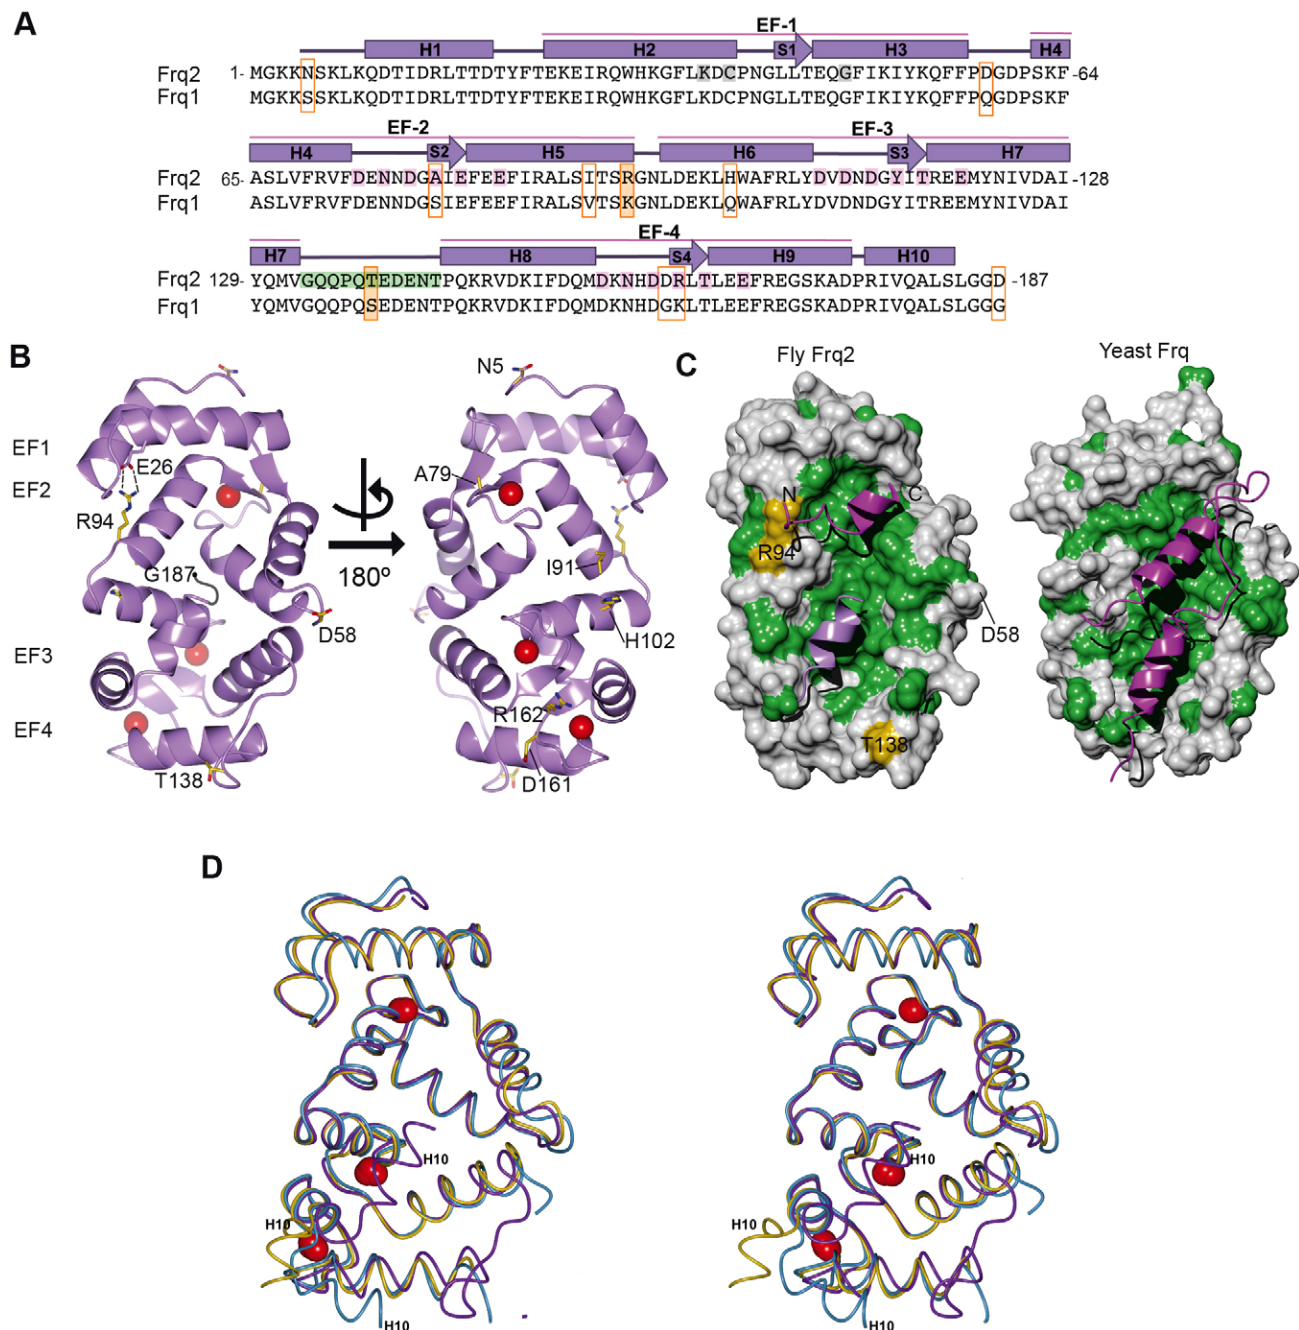 A
EF-1
H1 H2 S1 H3 H4
Frq2 1- MGKKNSKLKQDTIDRLTTDTYFTEKEIRQWHKGFLKDCPNGLLTEQGFIKIYKQFFPDGDPSKF -64
Frq1 MGKKSSKLKQDTIDRLTTDTYFTEKEIRQWHKGFLKDCPNGLLTEQGFIKIYKQFFPQGDPSKF
EF-2 EF-3
H4 S2 H5 H6 S3 H7
Frq2 65- ASLVFRVFDENNDGAIEFEEFIRALSITSRGNLDEKLHWAFRLYDVDNDGYITREEMYNIVDAI -128
Frq1 ASLVFRVFDENNDGSIEFEEFIRALSVTSKGNLDEKLQWAFRLYDVDNDGYITREEMYNIVDAI
EF-4
H7 H8 S4 H9 H10
Frq2 129- YQMVGQQPQTEDENTPQKRVDKIFDQMDKNHDDRLTLEEFREGSKADPRIVQALSLGGD -187
Frq1 YQMVGQQPQSEDENTPQKRVDKIFDQMDKNHDGKLTLEEFREGSKADPRIVQALSLGGG
B
EF1
EF2
EF3
EF4
E26
R94
G187
D58
T138
180º
N5
A79
I91
H102
R162
D161
C
Fly Frq2 Yeast Frq
N C
R94
D58
T138
D
H10
H10
H10
H10
H10
H10